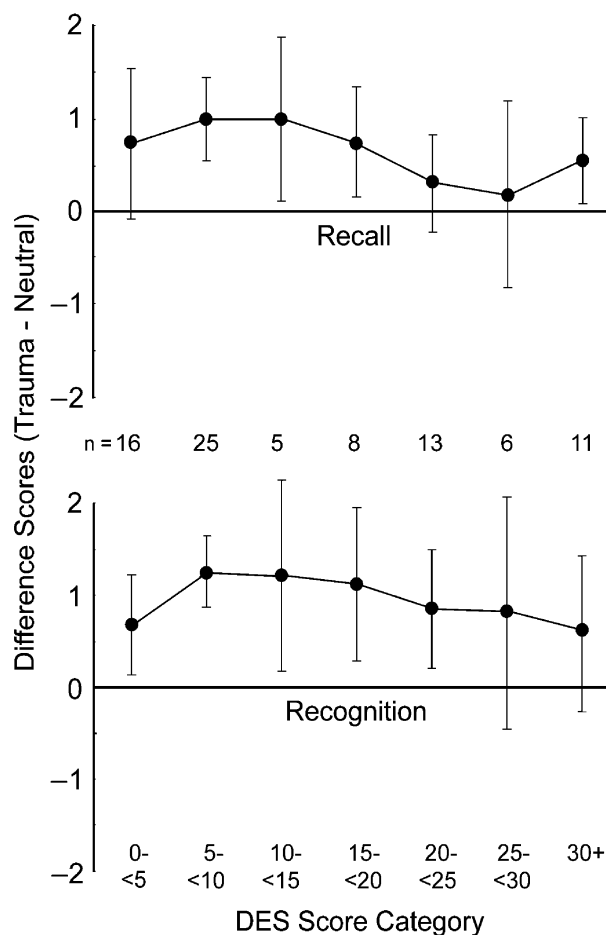 Difference Scores (Trauma - Neutral)
2
1
0
–1
–2
Recall
n = 16 25 5 8 13 6 11
2
1
0
–1
–2
Recognition
0- 5- 10- 15- 20- 25- 30+
<5 <10 <15 <20 <25 <30
DES Score Category